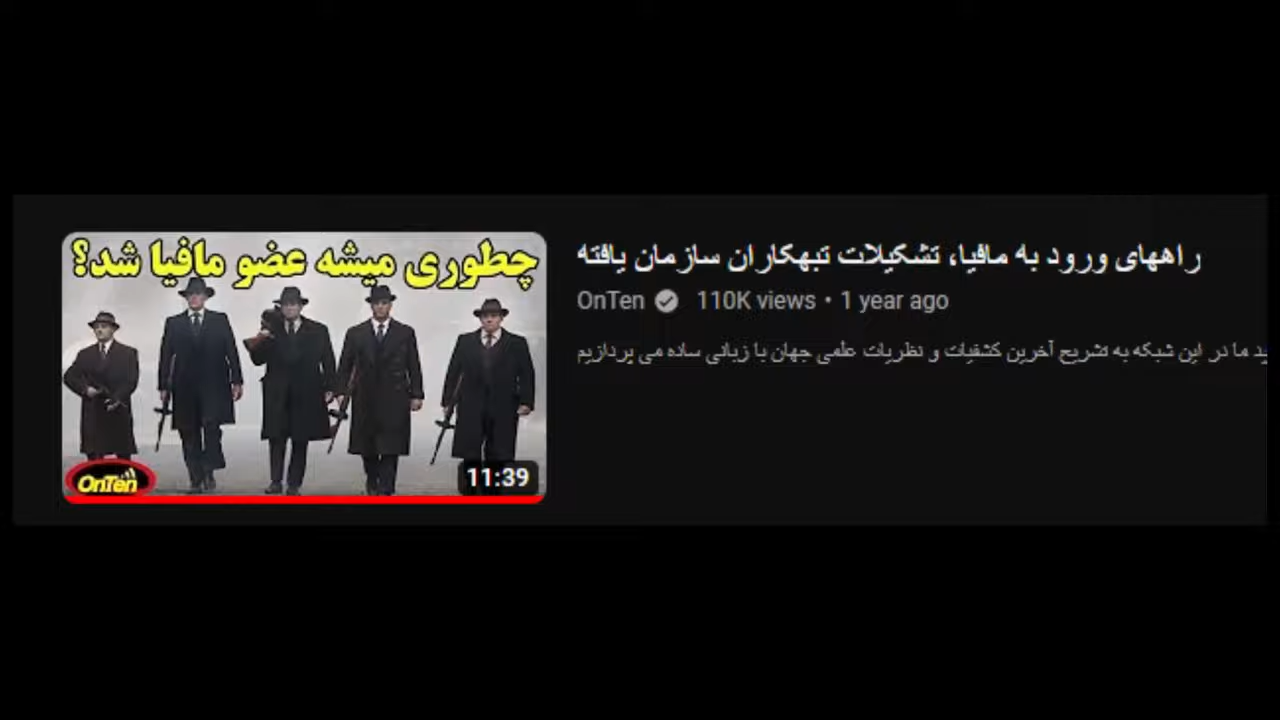 چطوری میشه عضو مافیا شد؟
OnTen
11:39
راههای ورود به مافیا، تشکیلات تبهکاران سازمان یافته
OnTen 110K views • 1 year ago
ما در این شبکه به تشریح آخرین کشفیات و نظریات علمی جهان با زبانی ساده می پردازیم